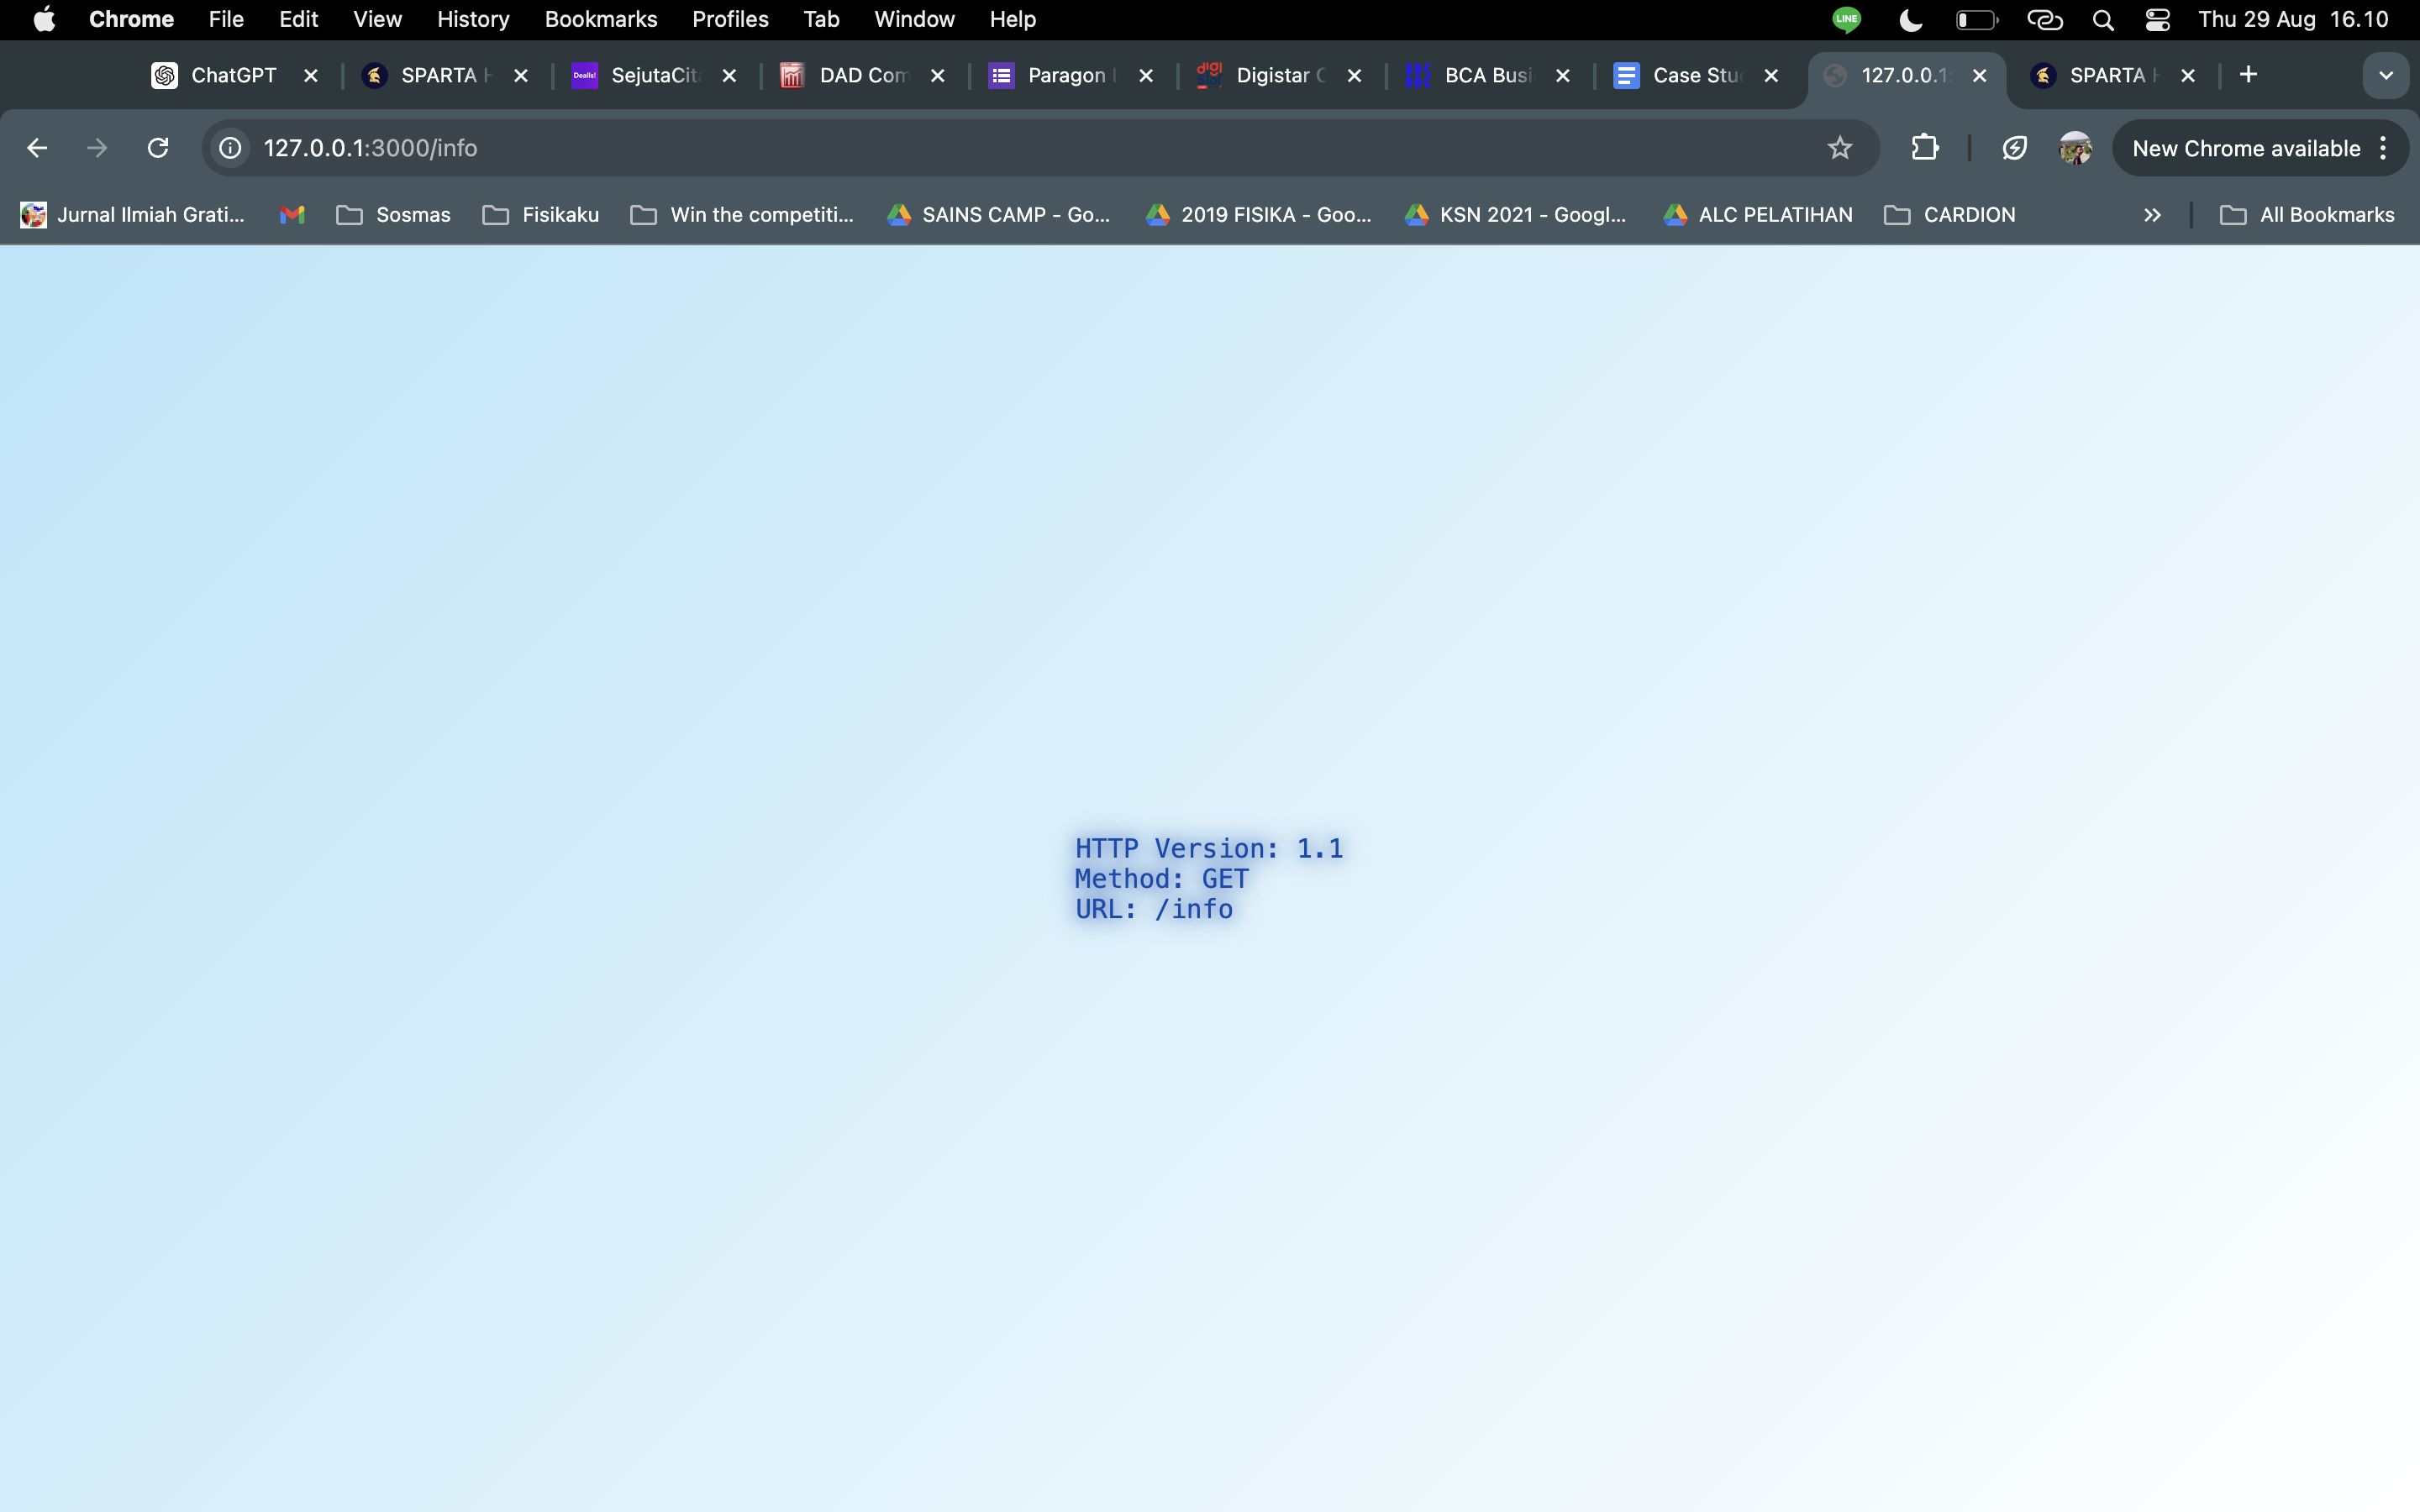 Chrome File Edit View History Bookmarks Profiles Tab Window Help LINE Thu 29 Aug 16.10
ChatGPT SPARTA Dealls! SejutaCit DAD Com Paragon digi Digistar BCA Busi Case Stu 127.0.0.1: SPARTA
127.0.0.1:3000/info New Chrome available
Jurnal Ilmiah Grati... Sosmas Fisikaku Win the competiti... SAINS CAMP - Go... 2019 FISIKA - Goo... KSN 2021 - Googl... ALC PELATIHAN CARDION All Bookmarks
HTTP Version: 1.1
Method: GET
URL: /info